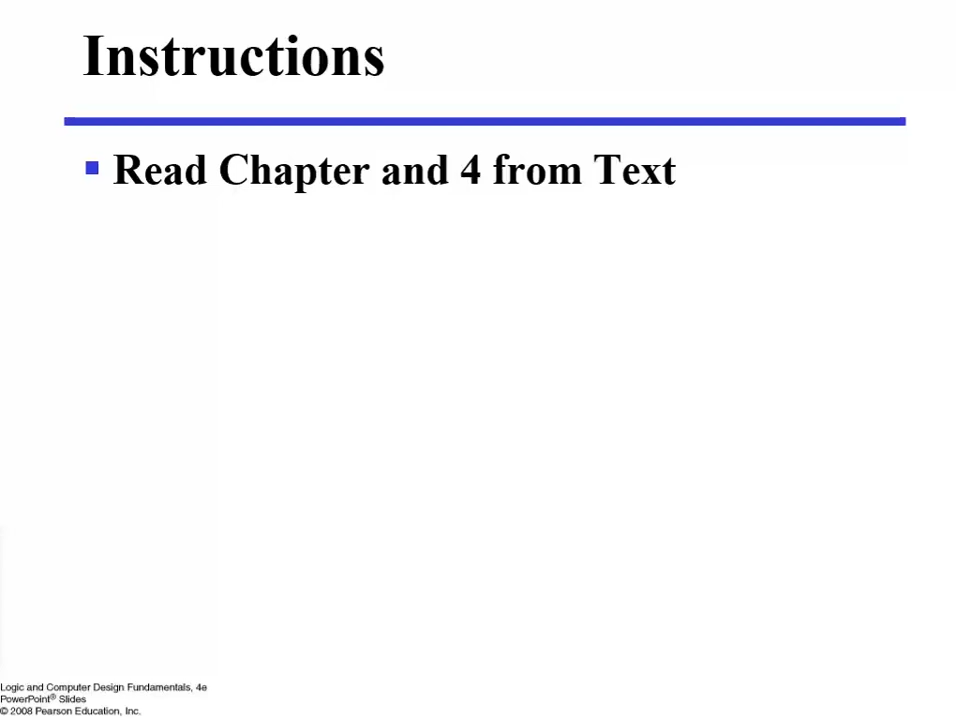 Instructions
Read Chapter and 4 from Text
Logic and Computer Design Fundamentals, 4e
PowerPoint® Slides
© 2008 Pearson Education, Inc.